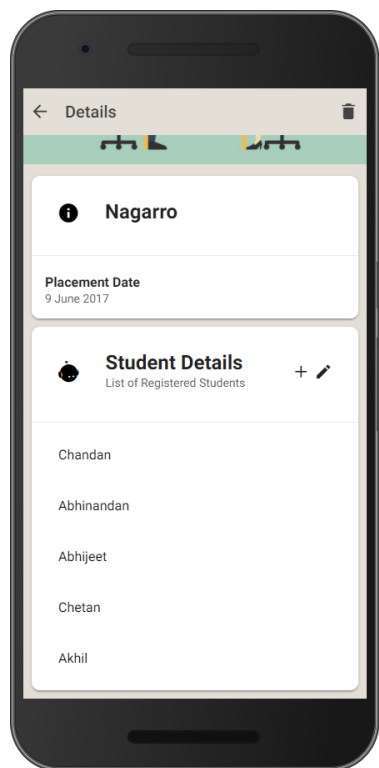 Details
Nagarro
Placement Date
9 June 2017
Student Details
List of Registered Students
Chandan
Abhinandan
Abhijeet
Chetan
Akhil